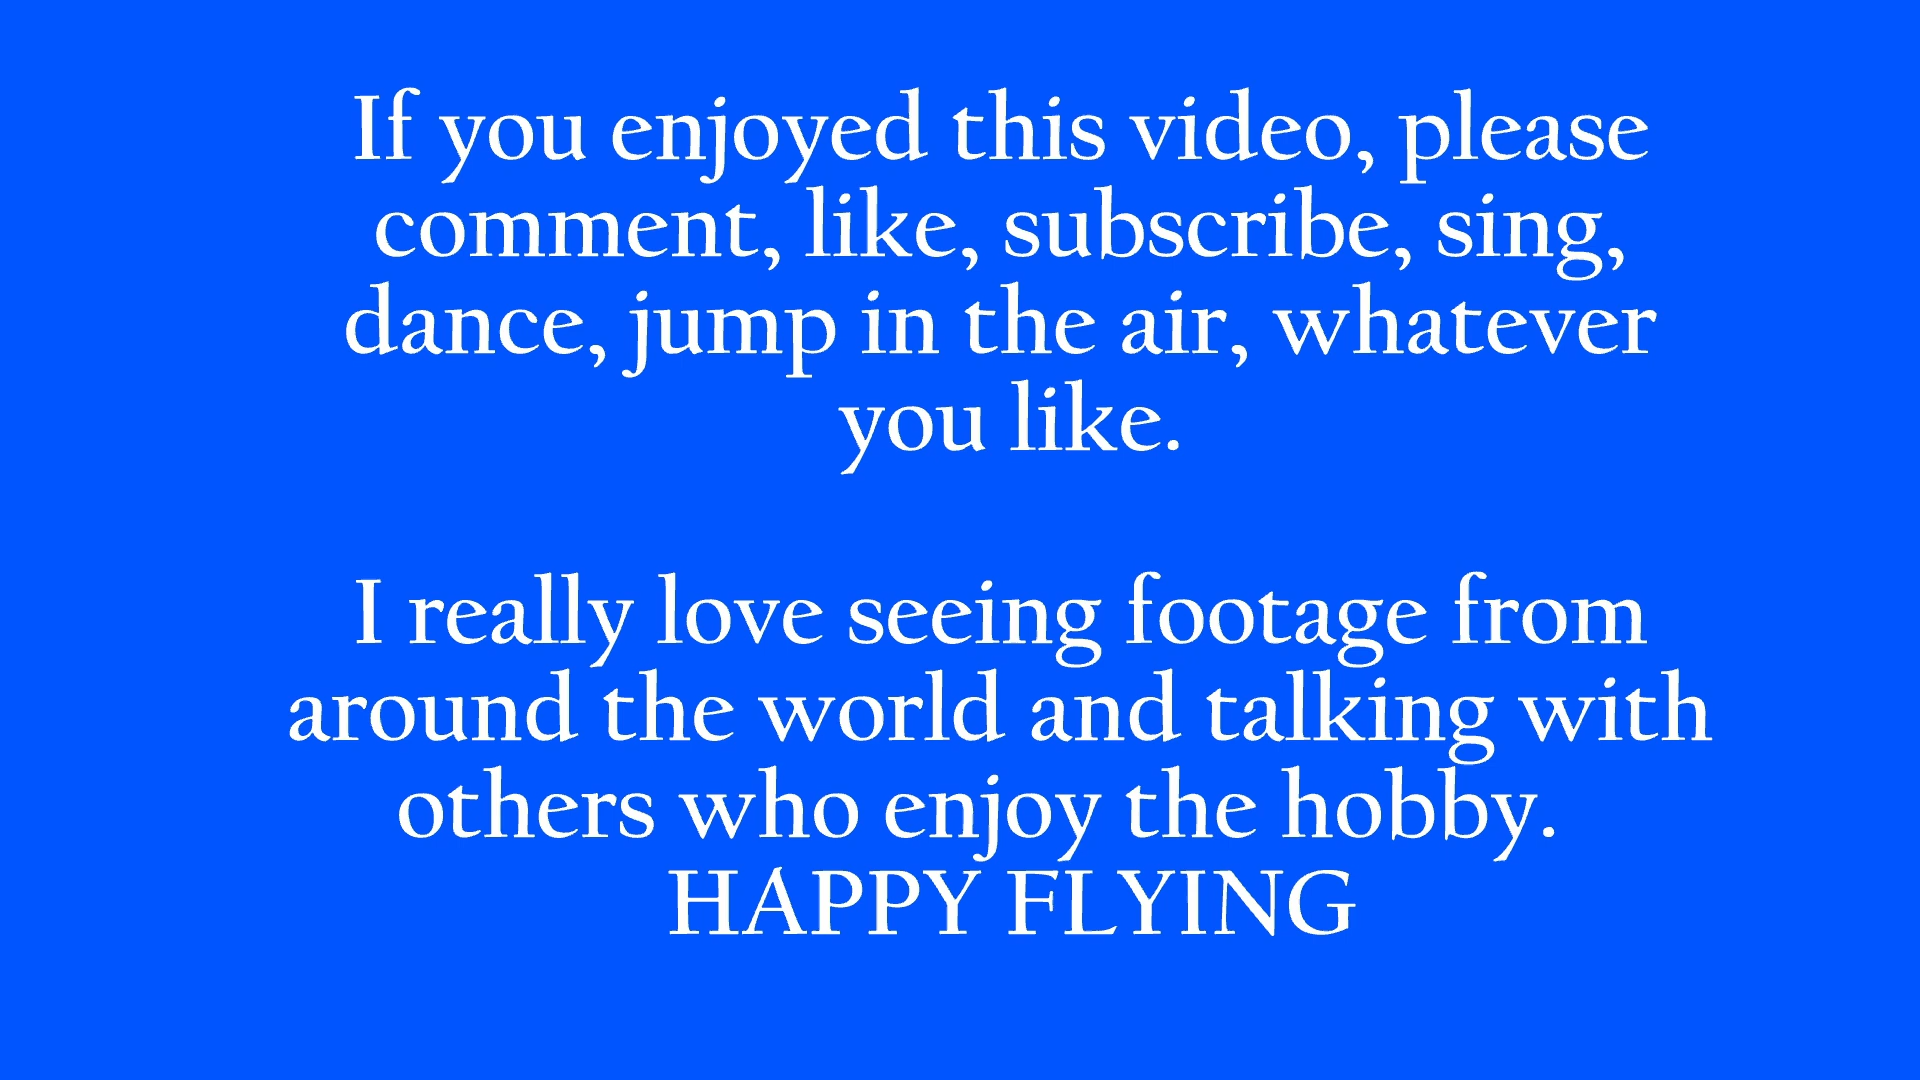 If you enjoyed this video, please
comment, like, subscribe, sing,
dance, jump in the air, whatever
you like.
I really love seeing footage from
around the world and talking with
others who enjoy the hobby.
HAPPY FLYING